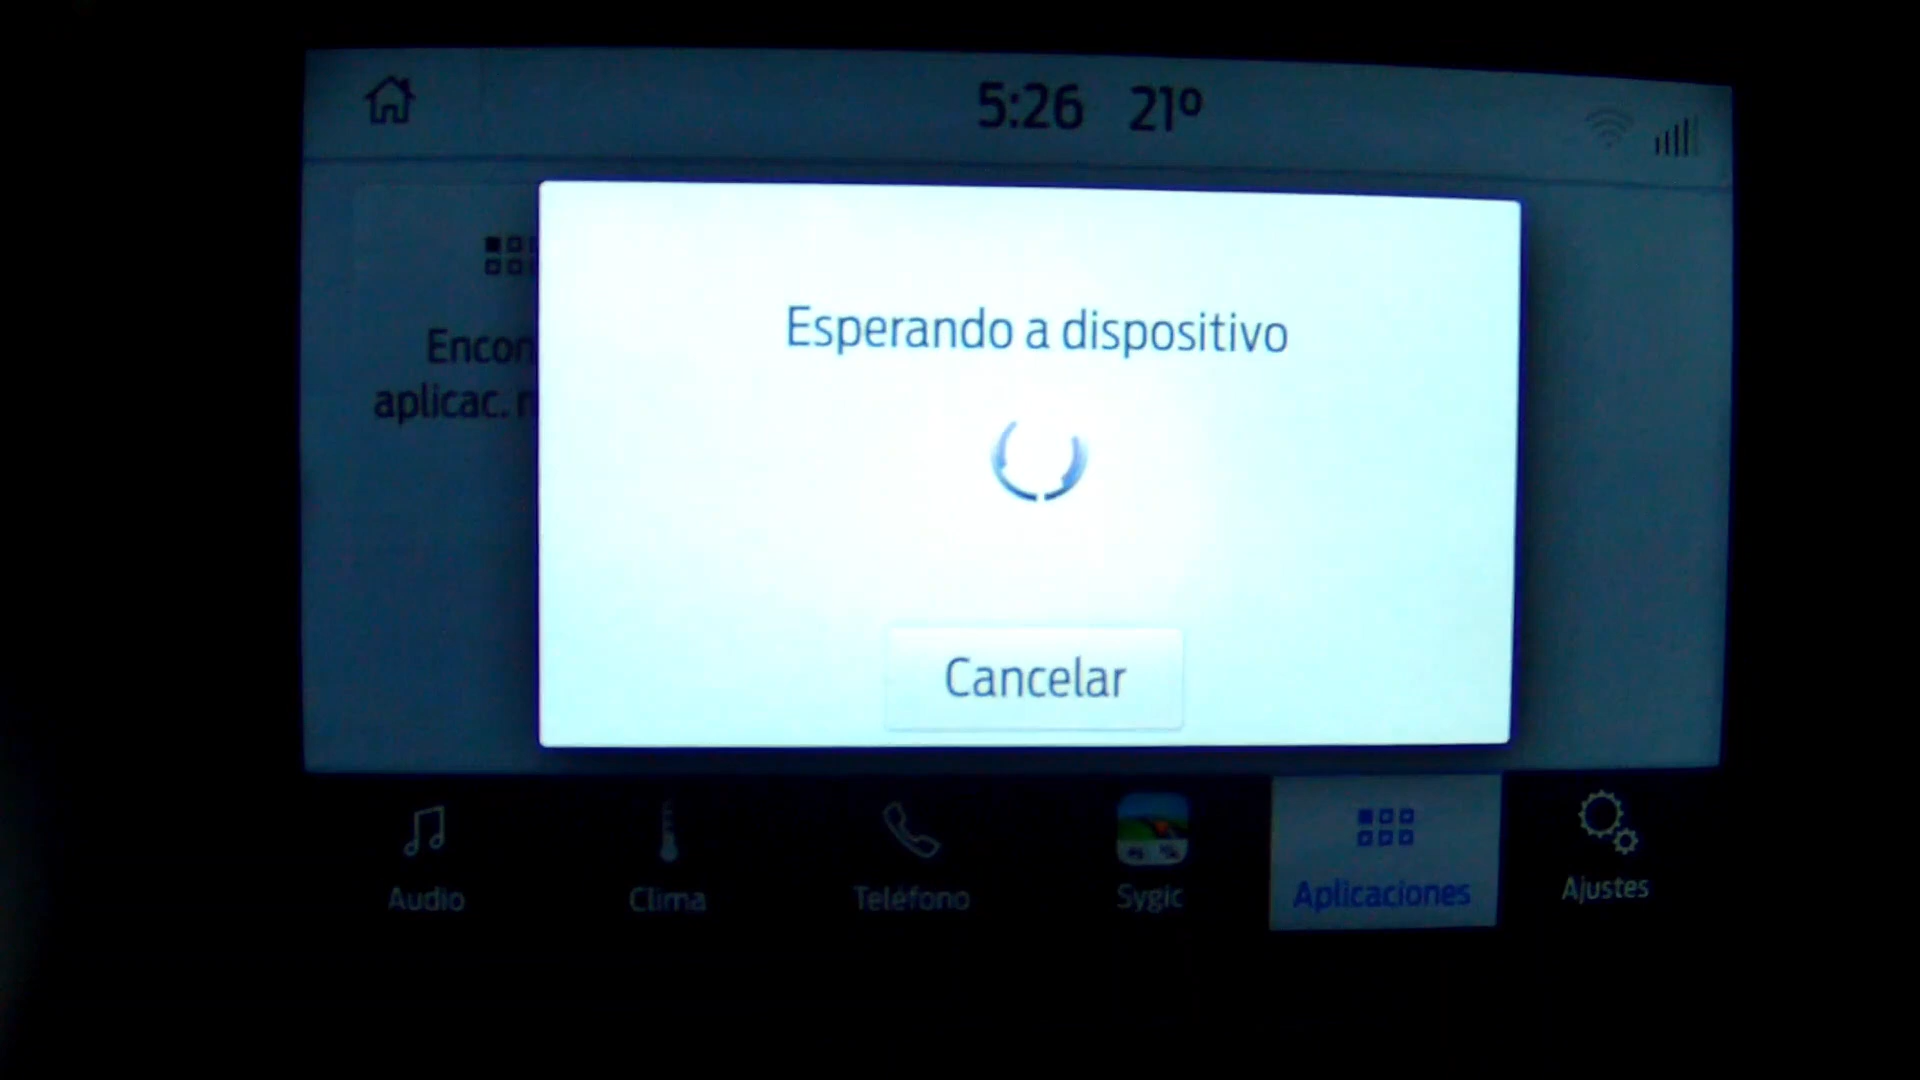 5:26 21º
Encon
aplicac.
Esperando a dispositivo
Cancelar
Audio
Clima
Teléfono
Sygic
Aplicaciones
Ajustes